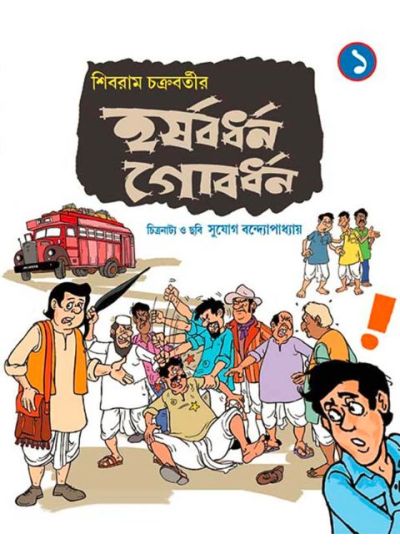 ১
শিবরাম চক্রবর্তীর
হর্ষবর্ধন
গোবর্ধন
চিত্রনাট্য ও ছবি সুযোগ বন্দ্যোপাধ্যায়
!